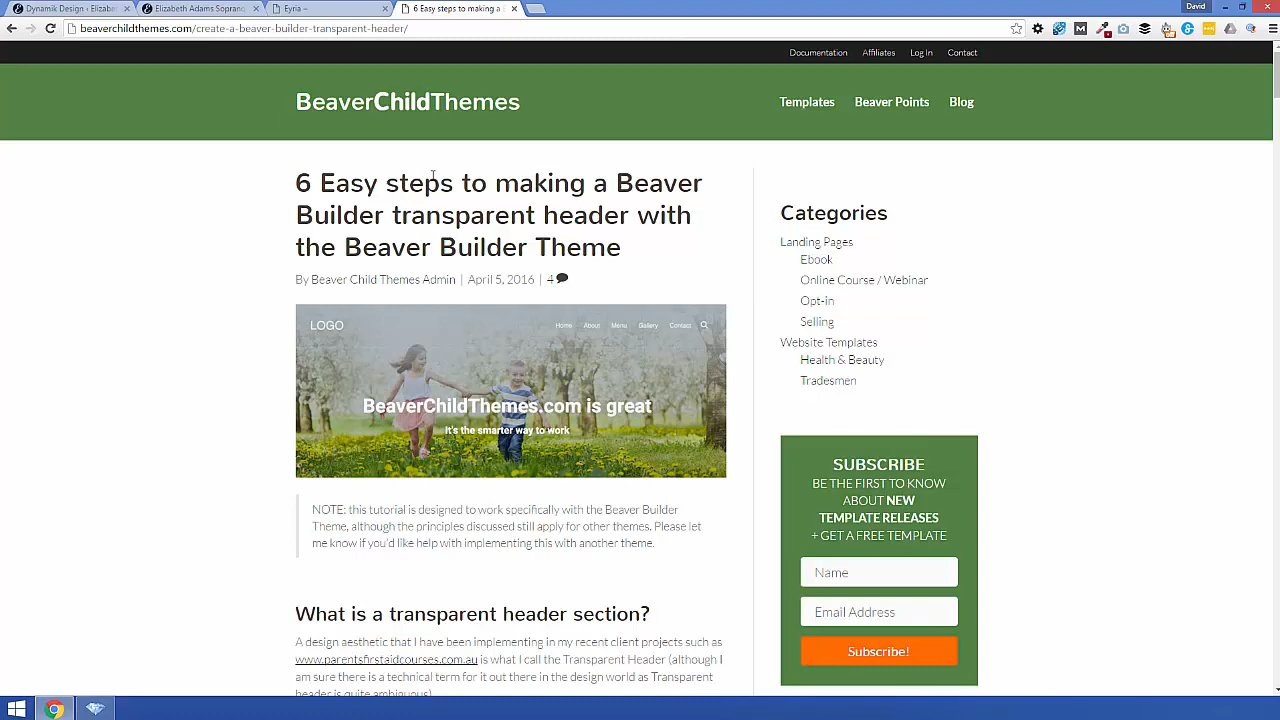 Dynamik Design ‹ Elizabet
Elizabeth Adams Soprano
Eyria –
6 Easy steps to making a B
David
beaverchildthemes.com/create-a-beaver-builder-transparent-header/
Documentation
Affiliates
Log In
Contact
BeaverChildThemes
Templates
Beaver Points
Blog
6 Easy steps to making a Beaver
Builder transparent header with
the Beaver Builder Theme
By Beaver Child Themes Admin | April 5, 2016 | 4
LOGO
Home
About
Menu
Gallery
Contact
BeaverChildThemes.com is great
It's the smarter way to work
NOTE: this tutorial is designed to work specifically with the Beaver Builder
Theme, although the principles discussed still apply for other themes. Please let
me know if you'd like help with implementing this with another theme.
What is a transparent header section?
A design aesthetic that I have been implementing in my recent client projects such as
www.parentsfirstaidcourses.com.au is what I call the Transparent Header (although I
am sure there is a technical term for it out there in the design world as Transparent
header is quite ambiguous)
Categories
Landing Pages
Ebook
Online Course / Webinar
Opt-in
Selling
Website Templates
Health & Beauty
Tradesmen
SUBSCRIBE
BE THE FIRST TO KNOW
ABOUT NEW
TEMPLATE RELEASES
+ GET A FREE TEMPLATE
Name
Email Address
Subscribe!